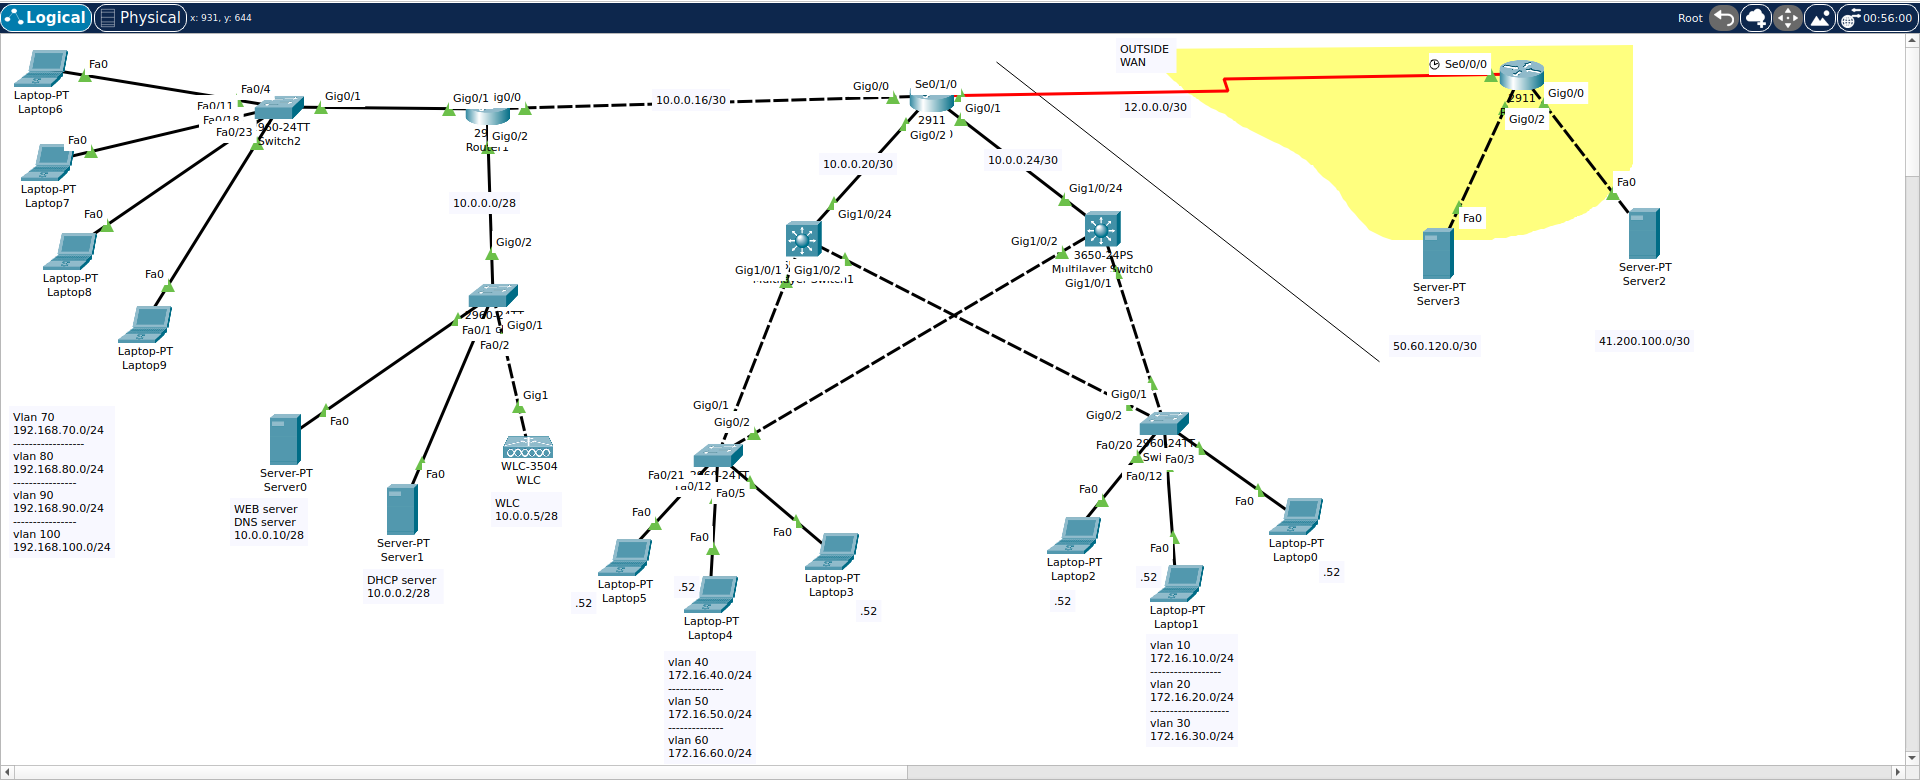 Logical
Physical
x: 931, y: 644
Root
00:56:00
Fa0
Laptop-PT
Laptop6
Fa0
Laptop-PT
Laptop7
Fa0
Laptop-PT
Laptop8
Fa0
Laptop-PT
Laptop9
Fa0/4
Fa0/11
Fa0/18
Fa0/23
960-24TT
Switch2
Gig0/1
Gig0/1
ig0/0
29
Gig0/2
Router1
10.0.0.16/30
10.0.0.0/28
Gig0/2
2960-24TT
Fa0/1
Gig0/1
Fa0/2
Gig1
WLC-3504
WLC
WLC
10.0.0.5/28
Fa0
Server-PT
Server0
WEB server
DNS server
10.0.0.10/28
Fa0
Server-PT
Server1
DHCP server
10.0.0.2/28
Vlan 70
192.168.70.0/24
------------------
vlan 80
192.168.80.0/24
----------------
vlan 90
192.168.90.0/24
----------------
vlan 100
192.168.100.0/24
Gig0/0
Se0/1/0
Gig0/1
2911
Gig0/2
10.0.0.20/30
10.0.0.24/30
Gig1/0/24
Gig1/0/1
Gig1/0/2
Gig1/0/24
Gig1/0/2
3650-24PS
Multilayer Switch0
Gig1/0/1
OUTSIDE
WAN
12.0.0.0/30
Se0/0/0
2911
Gig0/0
Gig0/2
Fa0
Server-PT
Server3
50.60.120.0/30
Fa0
Server-PT
Server2
41.200.100.0/30
Gig0/1
Gig0/2
Fa0/21
2960-24TT
Fa0/12
Fa0/5
Fa0
Laptop-PT
Laptop5
.52
Fa0
.52
Laptop-PT
Laptop4
Fa0
Laptop-PT
Laptop3
.52
vlan 40
172.16.40.0/24
--------------
vlan 50
172.16.50.0/24
--------------
vlan 60
172.16.60.0/24
Gig0/1
Gig0/2
Fa0/20
2960-24TT
Swi
Fa0/3
Fa0/12
Fa0
Laptop-PT
Laptop2
.52
Fa0
.52
Laptop-PT
Laptop1
Fa0
Laptop-PT
Laptop0
.52
vlan 10
172.16.10.0/24
------------------
vlan 20
172.16.20.0/24
--------------------
vlan 30
172.16.30.0/24